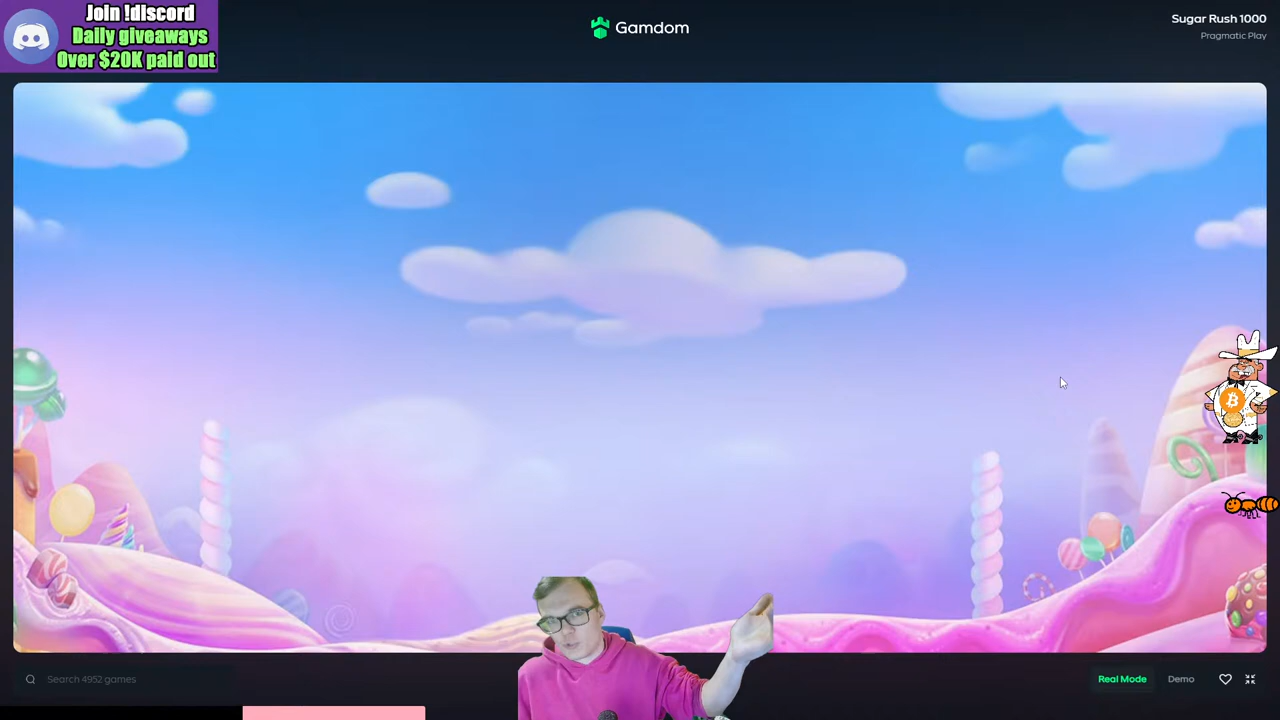 Join !discord
Daily giveaways
Over $20K paid out
Gamdom
Sugar Rush 1000
Pragmatic Play
Search 4952 games
Real Mode
Demo